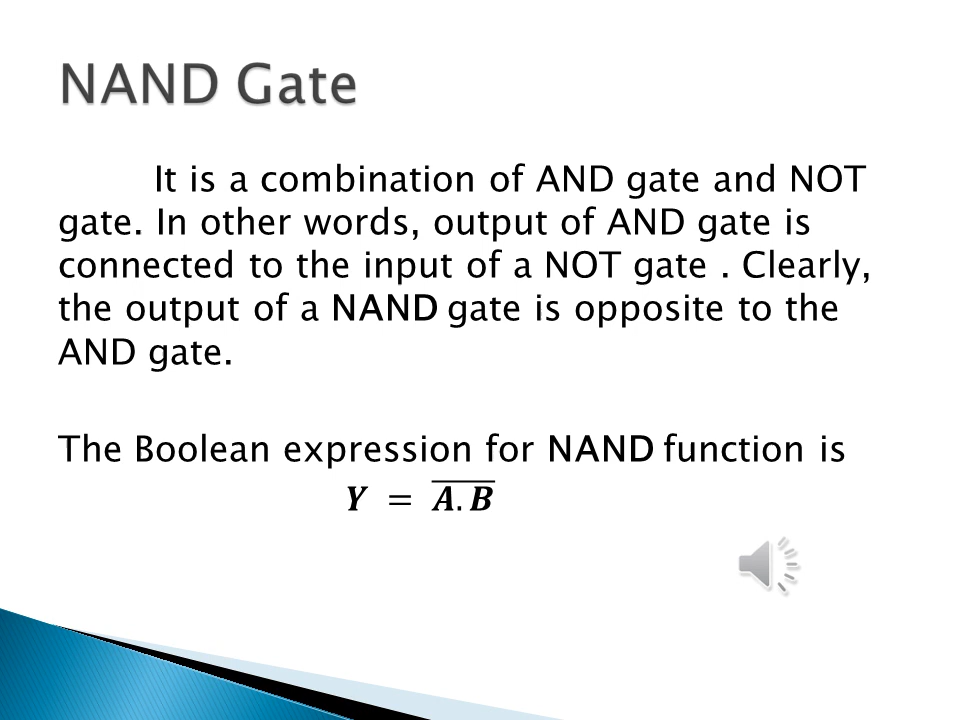 NAND Gate
It is a combination of AND gate and NOT
gate. In other words, output of AND gate is
connected to the input of a NOT gate . Clearly,
the output of a NAND gate is opposite to the
AND gate.
The Boolean expression for NAND function is
𝒀 = \overline{𝑨.𝑩}